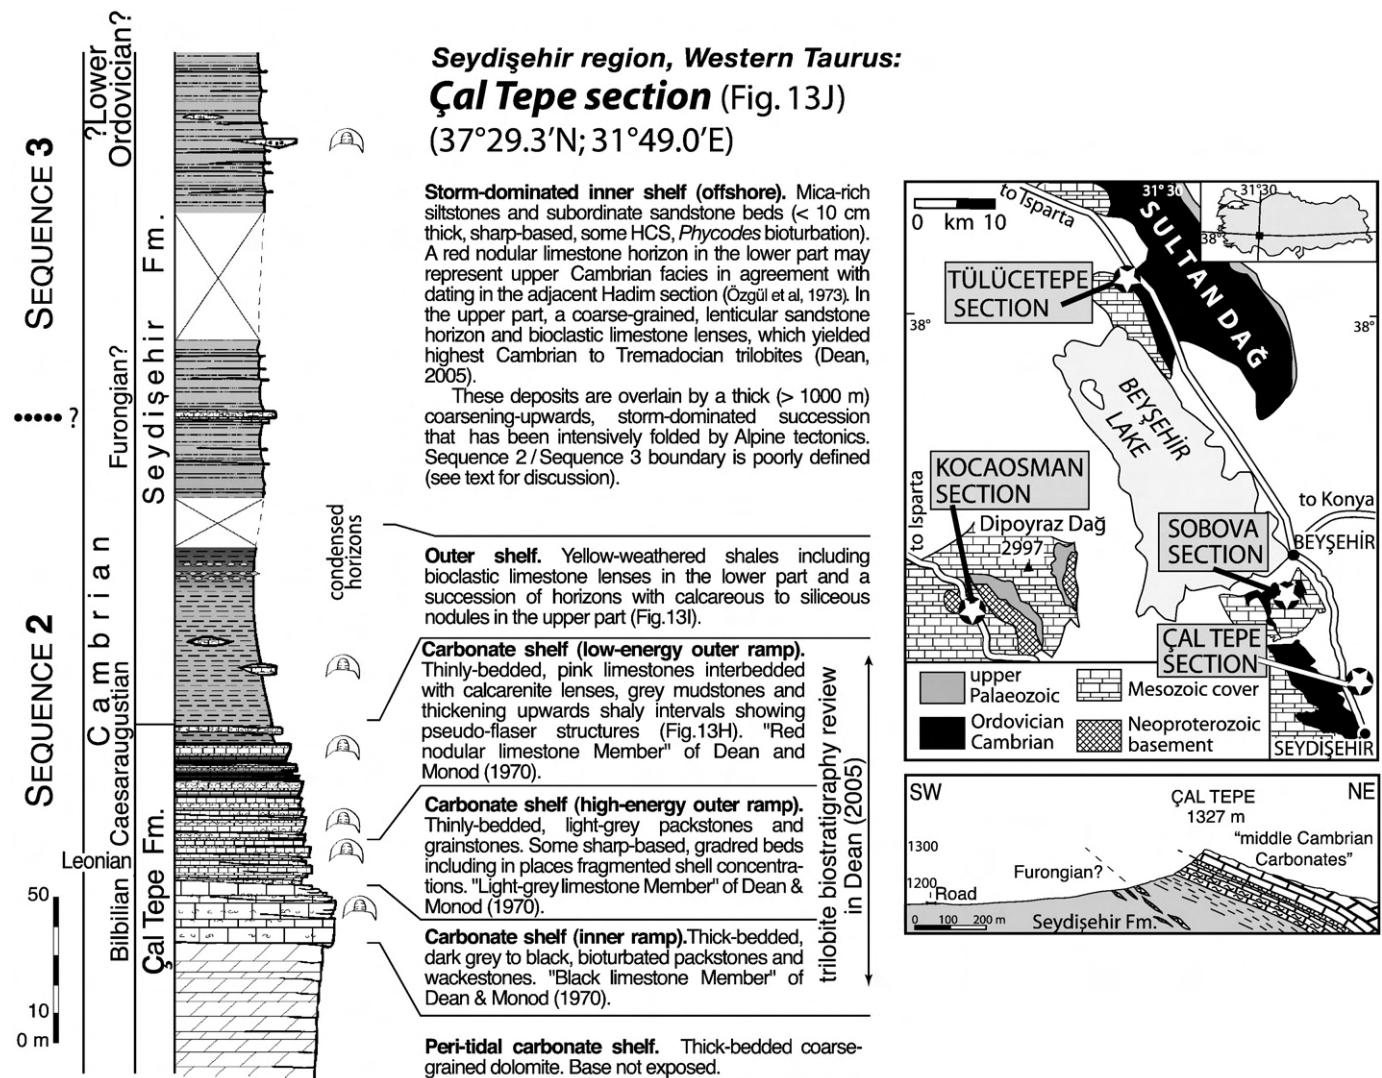 Seydişehir region, Western Taurus:
Çal Tepe section (Fig. 13J)
(37°29.3'N; 31°49.0'E)
SEQUENCE 3
SEQUENCE 2
?
?Lower
Ordovician?
Furongian?
Cambrian
Caesaraugustian
Leonian
Bilbilian
Seydişehir Fm.
Çal Tepe Fm.
50
10
0 m
condensed
horizons
Storm-dominated inner shelf (offshore). Mica-rich
siltstones and subordinate sandstone beds (< 10 cm
thick, sharp-based, some HCS, Phycodes bioturbation).
A red nodular limestone horizon in the lower part may
represent upper Cambrian facies in agreement with
dating in the adjacent Hadim section (Özgül et al, 1973). In
the upper part, a coarse-grained, lenticular sandstone
horizon and bioclastic limestone lenses, which yielded
highest Cambrian to Tremadocian trilobites (Dean,
2005).
These deposits are overlain by a thick (> 1000 m)
coarsening-upwards, storm-dominated succession
that has been intensively folded by Alpine tectonics.
Sequence 2 / Sequence 3 boundary is poorly defined
(see text for discussion).
Outer shelf. Yellow-weathered shales including
bioclastic limestone lenses in the lower part and a
succession of horizons with calcareous to siliceous
nodules in the upper part (Fig.13I).
Carbonate shelf (low-energy outer ramp).
Thinly-bedded, pink limestones interbedded
with calcarenite lenses, grey mudstones and
thickening upwards shaly intervals showing
pseudo-flaser structures (Fig.13H). "Red
nodular limestone Member" of Dean and
Monod (1970).
Carbonate shelf (high-energy outer ramp).
Thinly-bedded, light-grey packstones and
grainstones. Some sharp-based, gradred beds
including in places fragmented shell concentra-
tions. "Light-grey limestone Member" of Dean &
Monod (1970).
Carbonate shelf (inner ramp).Thick-bedded,
dark grey to black, bioturbated packstones and
wackestones. "Black limestone Member" of
Dean & Monod (1970).
Peri-tidal carbonate shelf. Thick-bedded coarse-
grained dolomite. Base not exposed.
trilobite biostratigraphy review
in Dean (2005)
to Isparta
31° 30
31°30
38°
0 km 10
SULTAN DAĞ
TÜLÜCETEPE
SECTION
38°
38°
BEYŞEHİR
LAKE
KOCAOSMAN
SECTION
to Isparta
Dipoyraz Dağ
2997
to Konya
SOBOVA
SECTION
BEYŞEHİR
ÇAL TEPE
SECTION
SEYDİŞEHİR
upper
Palaeozoic
Mesozoic cover
Ordovician
Cambrian
Neoproterozoic
basement
SW
NE
ÇAL TEPE
1327 m
"middle Cambrian
Carbonates"
1300
Furongian?
1200
Road
0 100 200 m
Seydişehir Fm.